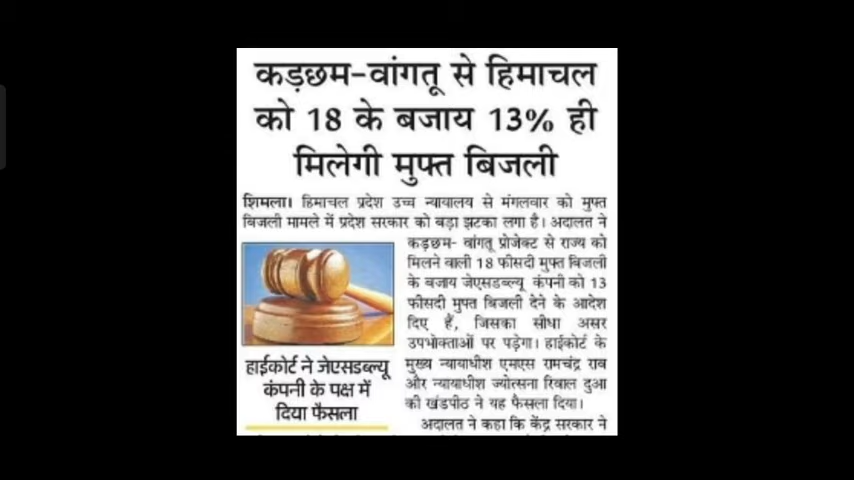 कड़छम-वांगतू से हिमाचल
को 18 के बजाय 13% ही
मिलेगी मुफ्त बिजली
शिमला। हिमाचल प्रदेश उच्च न्यायालय से मंगलवार को मुफ्त
बिजली मामले में प्रदेश सरकार को बड़ा झटका लगा है। अदालत ने
कड़छम- वांगतू प्रोजेक्ट से राज्य को
मिलने वाली 18 फीसदी मुफ्त बिजली
के बजाय जेएसडब्ल्यू कंपनी को 13
फीसदी मुफ्त बिजली देने के आदेश
दिए हैं, जिसका सीधा असर
उपभोक्ताओं पर पड़ेगा। हाईकोर्ट के
मुख्य न्यायाधीश एमएस रामचंद्र राव
और न्यायाधीश ज्योत्सना रिवाल दुआ
की खंडपीठ ने यह फैसला दिया।
अदालत ने कहा कि केंद्र सरकार ने
हाईकोर्ट ने जेएसडब्ल्यू
कंपनी के पक्ष में
दिया फैसला